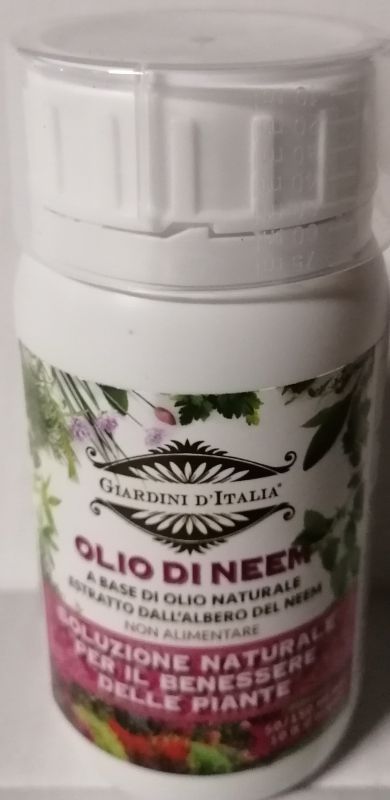 GIARDINI D'ITALIA®
OLIO DI NEEM
A BASE DI OLIO NATURALE
ESTRATTO DALL'ALBERO DEL NEEM
NON ALIMENTARE
SOLUZIONE NATURALE
PER IL BENESSERE
DELLE PIANTE